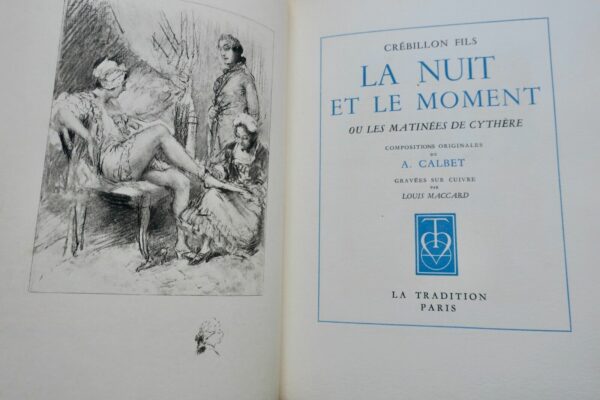 CRÉBILLON FILS
LA NUIT
ET LE MOMENT
OU LES MATINÉES DE CYTHÈRE
COMPOSITIONS ORIGINALES
DE
A. CALBET
GRAVÉES SUR CUIVRE
PAR
LOUIS MACCARD
LA TRADITION
PARIS